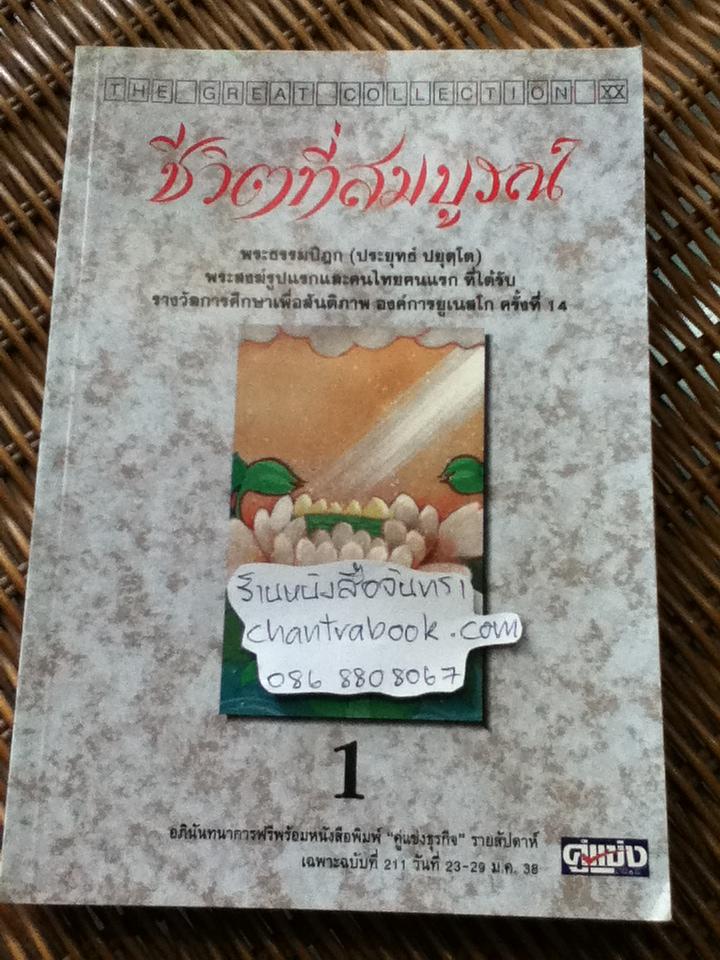 THE GREAT COLLECTION XX
ชีวิตที่สมบูรณ์
พระธรรมปิฎก (ประยุทธ์ ปยุตฺโต)
พระสงฆ์รูปแรกและคนไทยคนแรก ที่ได้รับ
รางวัลการศึกษาเพื่อสันติภาพ องค์การยูเนสโก ครั้งที่ 14
ร้านหนังสือจันทรา
chantrabook.com
086 8808067
1
อภินันทนาการฟรีพร้อมหนังสือพิมพ์ "คู่แข่งธุรกิจ" รายสัปดาห์
เฉพาะฉบับที่ 211 วันที่ 23-29 ม.ค. 38
คู่แข่ง